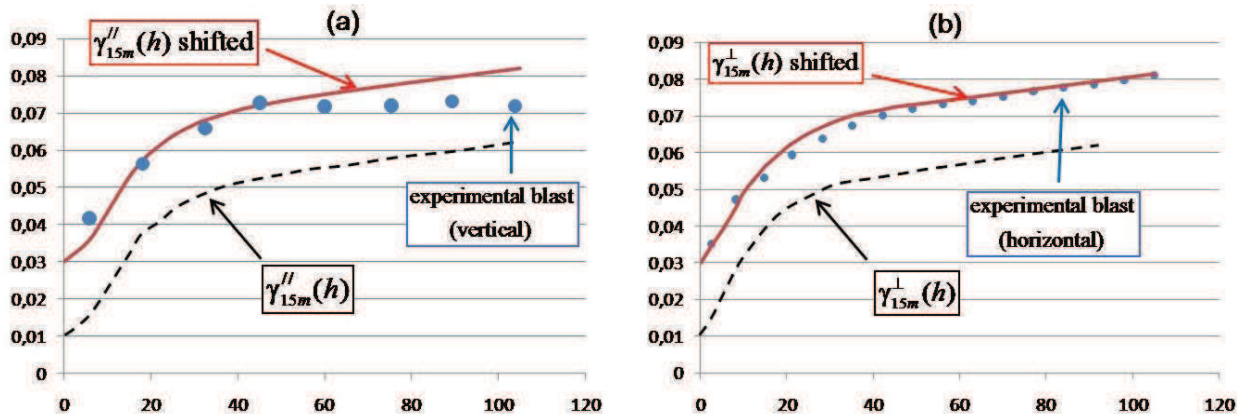 (a)
0,09
0,08
0,07
0,06
0,05
0,04
0,03
0,02
0,01
0
0 20 40 60 80 100 120
γ//15m(h) shifted
experimental blast
(vertical)
γ//15m(h)
(b)
0,09
0,08
0,07
0,06
0,05
0,04
0,03
0,02
0,01
0
0 20 40 60 80 100 120
γ⊥15m(h) shifted
experimental blast
(horizontal)
γ⊥15m(h)